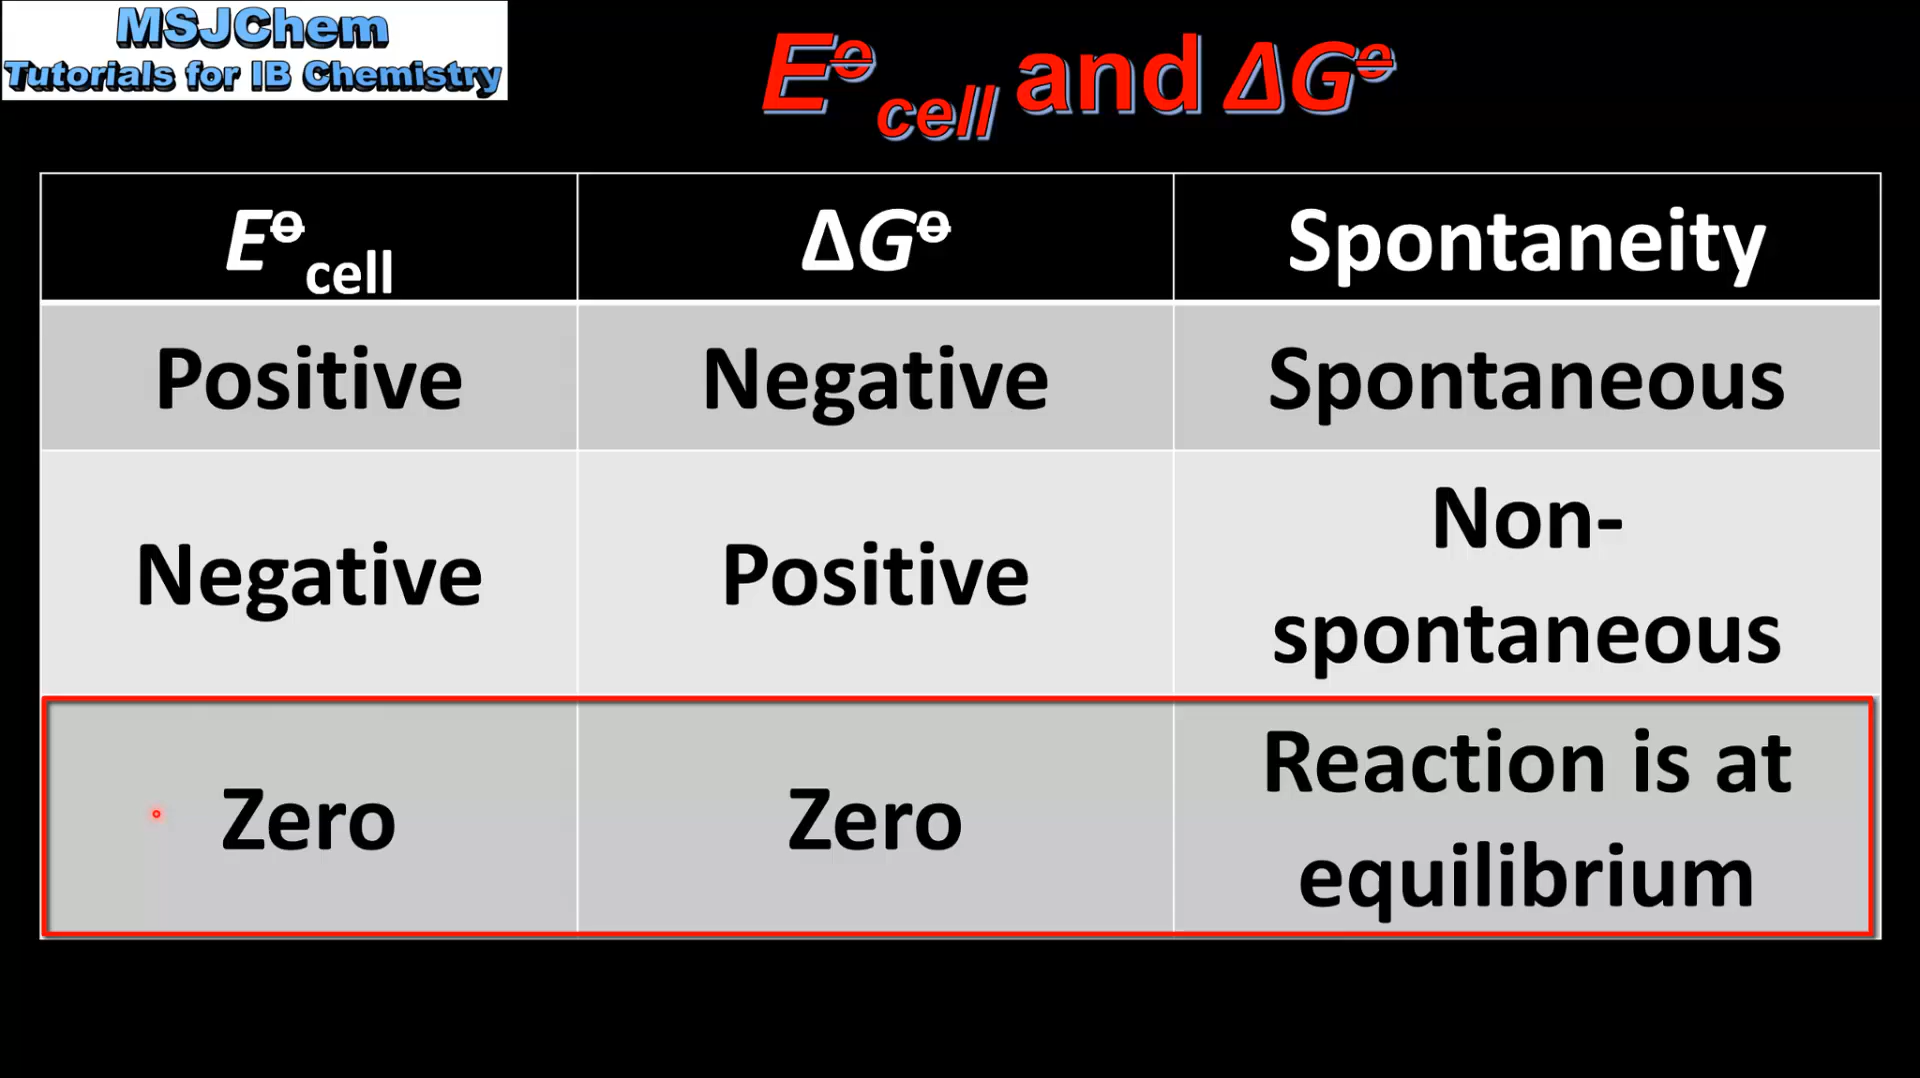 MSJChem
Tutorials for IB Chemistry
E⦵cell and ΔG⦵
E⦵cell
ΔG⦵
Spontaneity
Positive
Negative
Spontaneous
Negative
Positive
Non-
spontaneous
Zero
Zero
Reaction is at
equilibrium